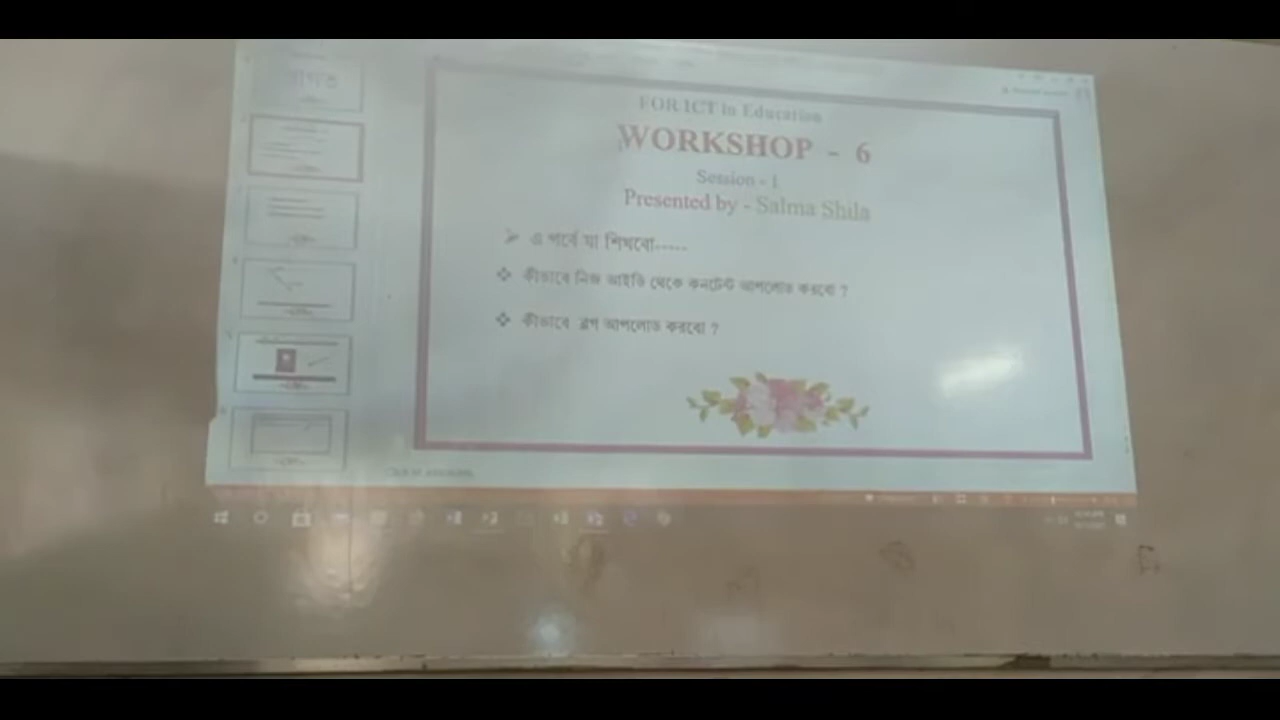 FOR ICT in Education
WORKSHOP - 6
Session - 1
Presented by - Salma Shila
➢ এ পর্বে যা শিখবো-----
❖ কীভাবে নিজ আইডি থেকে কনটেন্ট আপলোড করবো ?
❖ কীভাবে ব্লগ আপলোড করবো ?